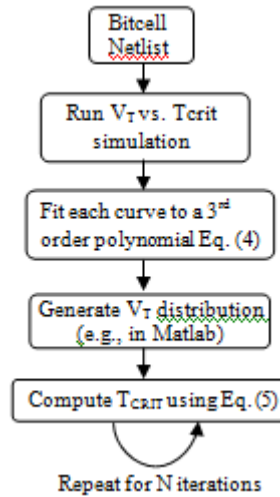 Bitcell
Netlist
Run VT vs. Tcrit
simulation
Fit each curve to a 3rd
order polynomial Eq. (4)
Generate VT distribution
(e.g., in Matlab)
Compute TCRIT using Eq. (5)
Repeat for N iterations